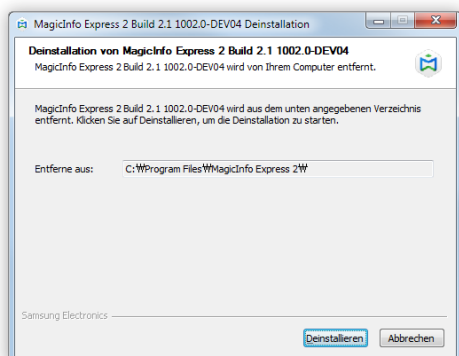 MagicInfo Express 2 Build 2.1 1002.0-DEV04 Deinstallation
Deinstallation von MagicInfo Express 2 Build 2.1 1002.0-DEV04
MagicInfo Express 2 Build 2.1 1002.0-DEV04 wird von Ihrem Computer entfernt.
MagicInfo Express 2 Build 2.1 1002.0-DEV04 wird aus dem unten angegebenen Verzeichnis
entfernt. Klicken Sie auf Deinstallieren, um die Deinstallation zu starten.
Entferne aus: C:₩Program Files₩MagicInfo Express 2₩
Samsung Electronics
Deinstallieren Abbrechen